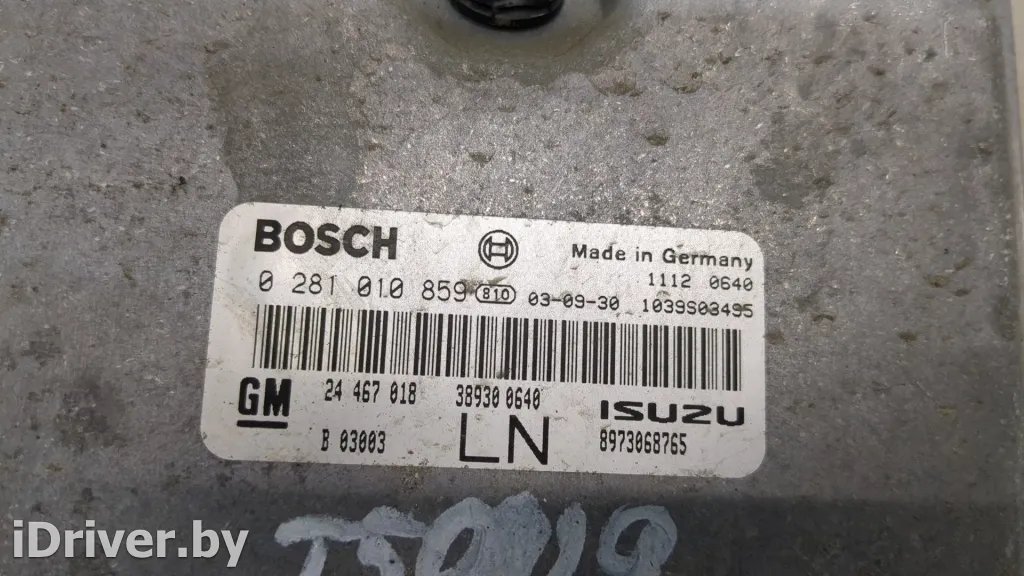 BOSCH Made in Germany
1112 0640
0 281 010 859 810 03-09-30 1039S03495
GM 24 467 018 38930 0640 ISUZU
B 03003 LN 8973068765
iDriver.by